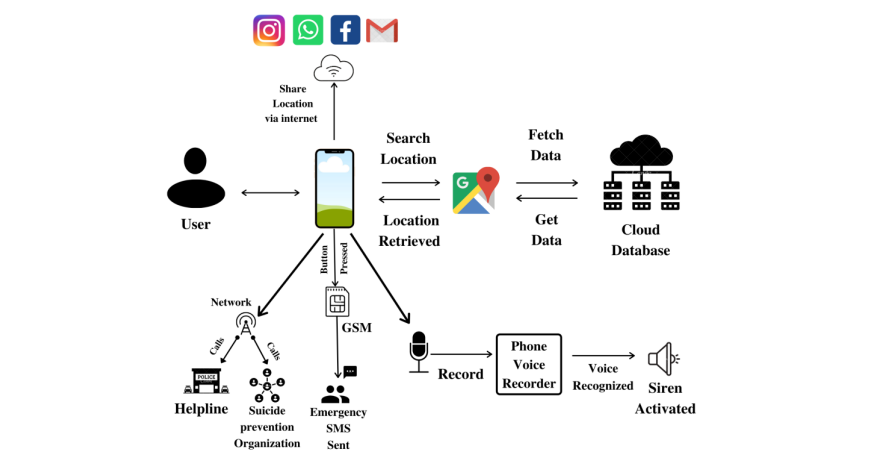 Share
Location
via internet
Search
Location
Fetch
Data
G
User
Location
Retrieved
Get
Data
Cloud
Database
Button
Pressed
Network
GSM
Calls
Calls
POLICE
Helpline
Suicide
prevention
Organization
Emergency
SMS
Sent
Record
Phone
Voice
Recorder
Voice
Recognized
Siren
Activated